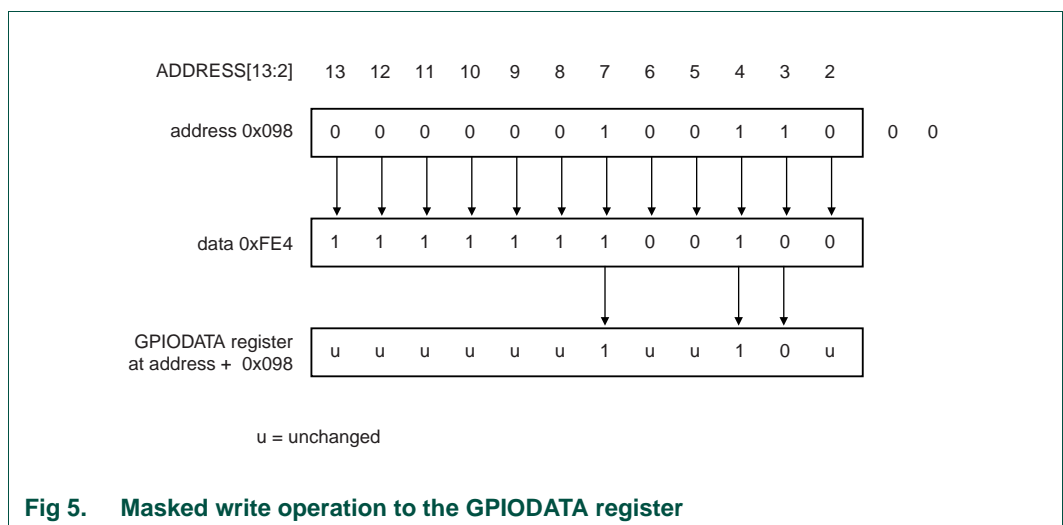 ADDRESS[13:2] 13 12 11 10 9 8 7 6 5 4 3 2
address 0x098 0 0 0 0 0 0 1 0 0 1 1 0 0 0
data 0xFE4 1 1 1 1 1 1 1 0 0 1 0 0
GPIODATA register
at address + 0x098 u u u u u u 1 u u 1 0 u
u = unchanged
Fig 5. Masked write operation to the GPIODATA register